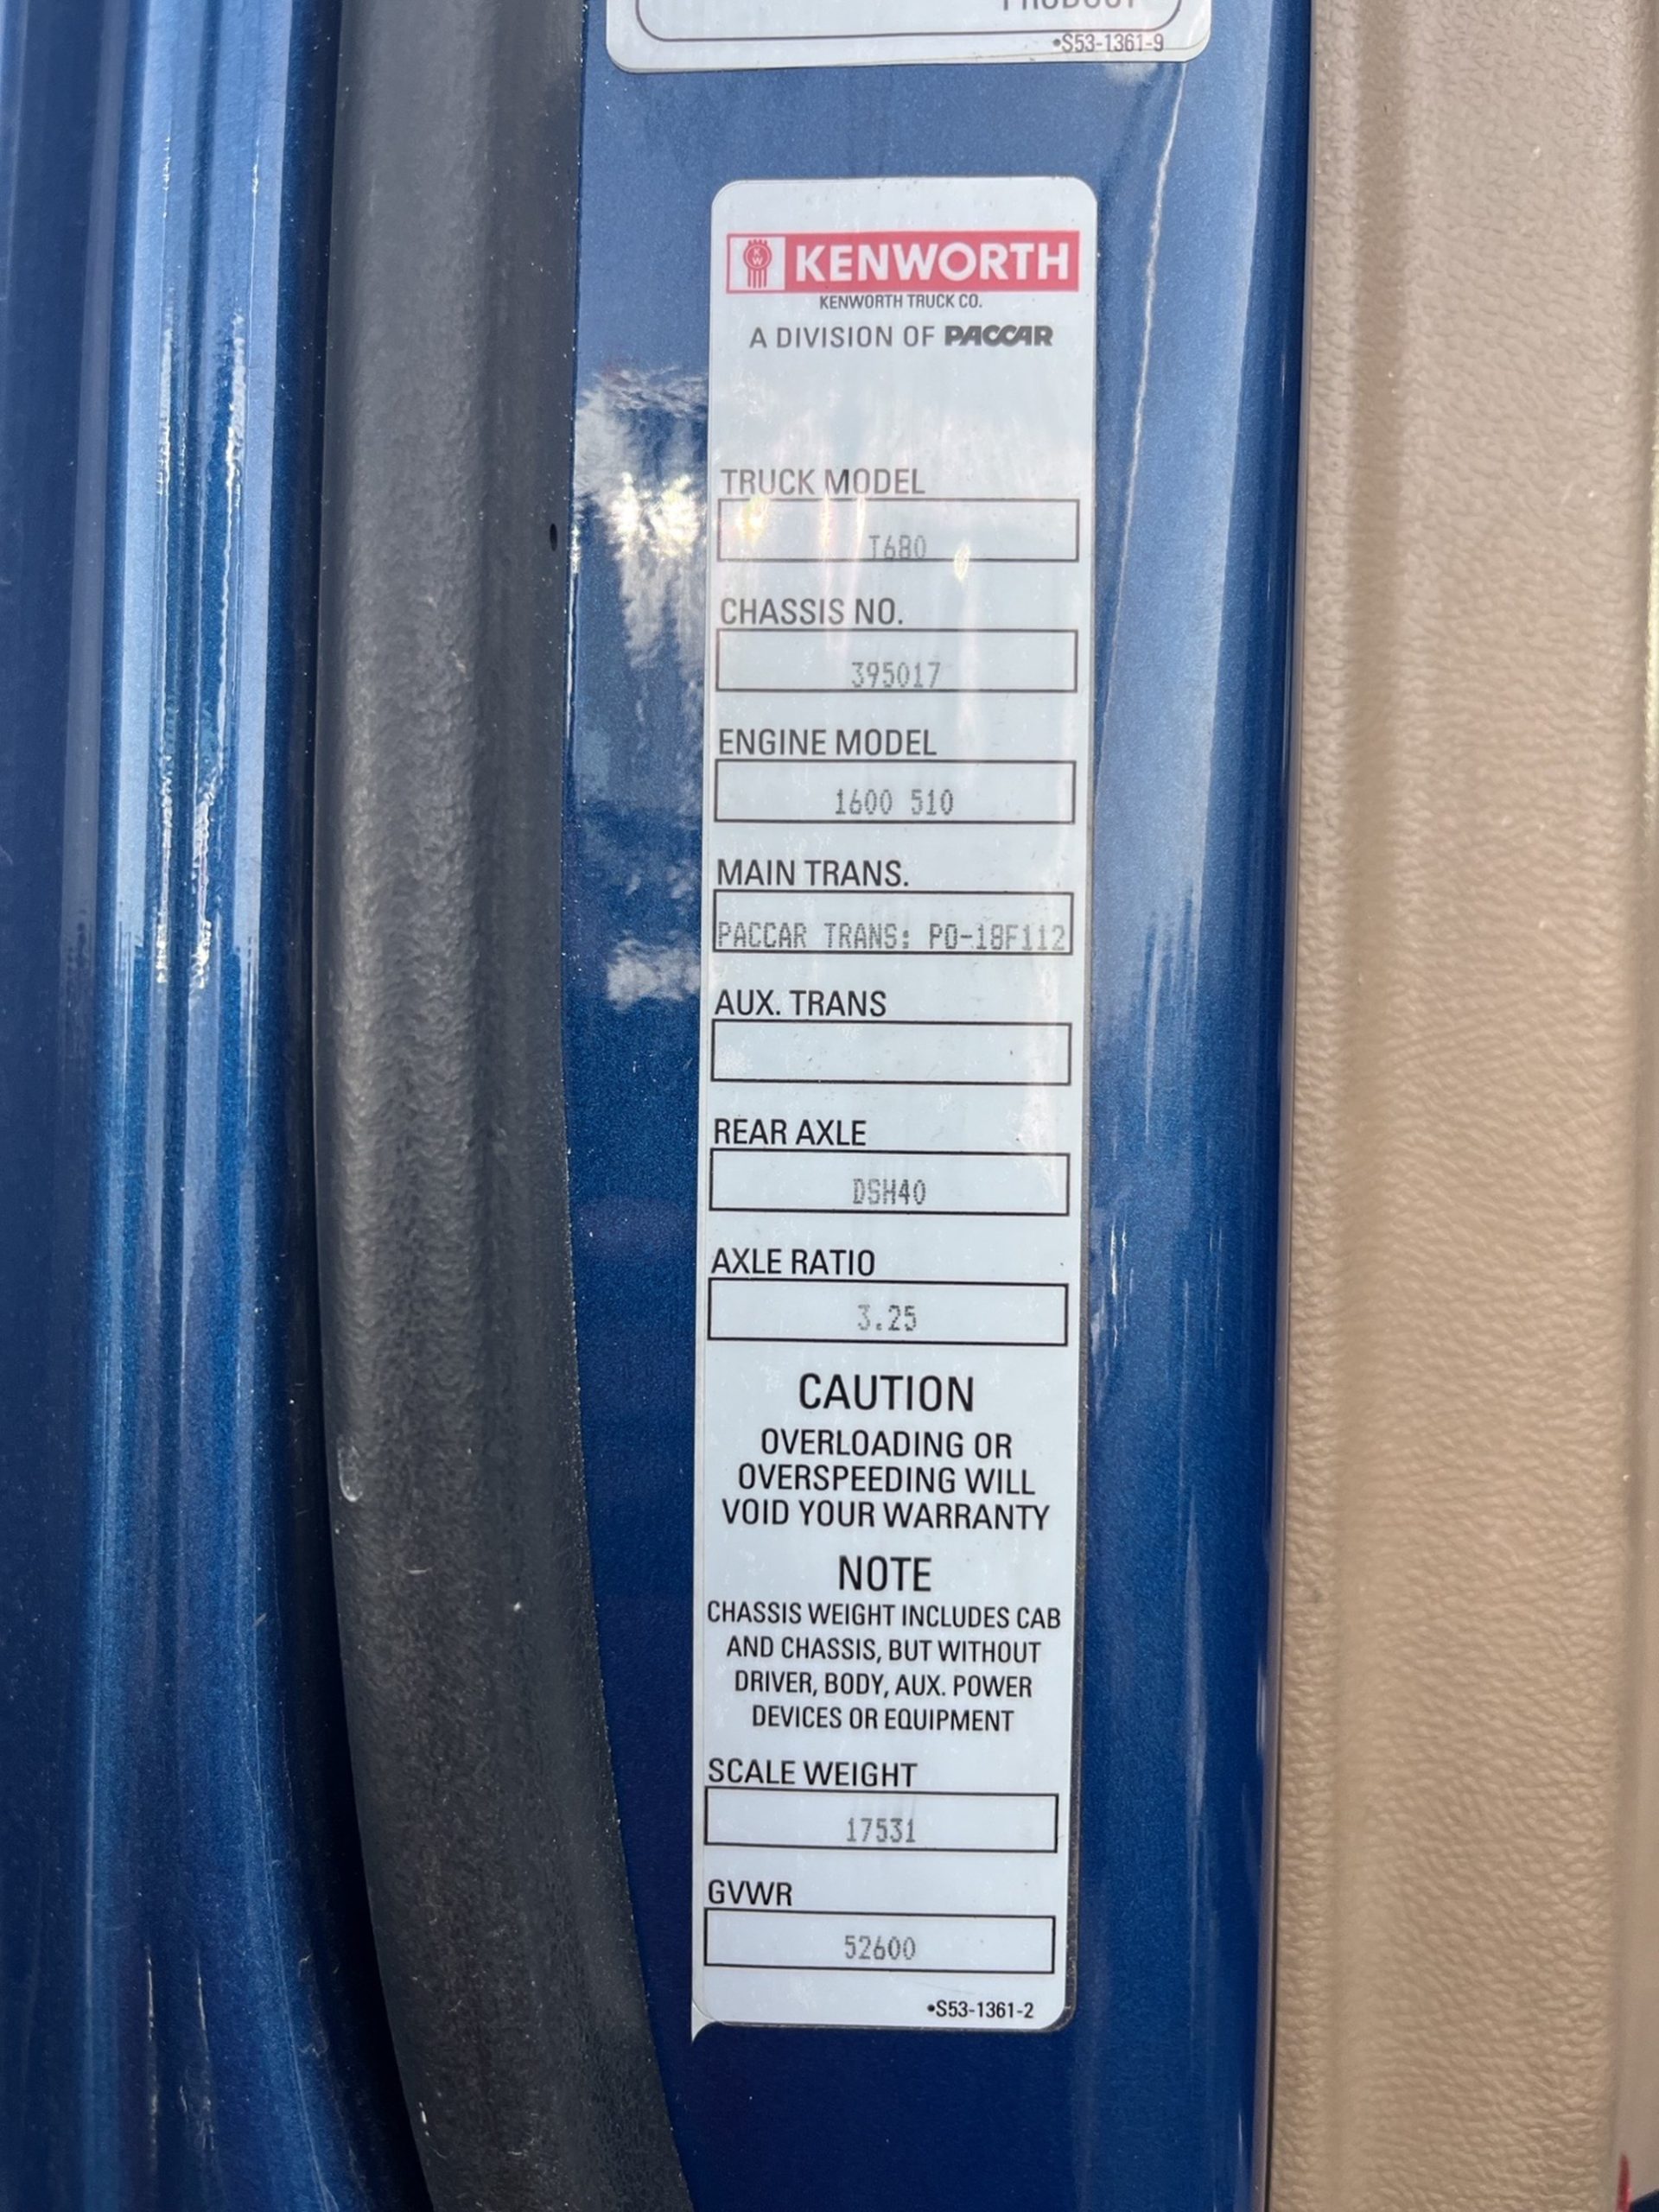 PRODUCT
•S53-1361-9
KENWORTH
KENWORTH TRUCK CO.
A DIVISION OF PACCAR
TRUCK MODEL
T680
CHASSIS NO.
395017
ENGINE MODEL
1600 510
MAIN TRANS.
PACCAR TRANS: PO-18F112
AUX. TRANS
REAR AXLE
DSH40
AXLE RATIO
3.25
CAUTION
OVERLOADING OR
OVERSPEEDING WILL
VOID YOUR WARRANTY
NOTE
CHASSIS WEIGHT INCLUDES CAB
AND CHASSIS, BUT WITHOUT
DRIVER, BODY, AUX. POWER
DEVICES OR EQUIPMENT
SCALE WEIGHT
17531
GVWR
52600
•S53-1361-2